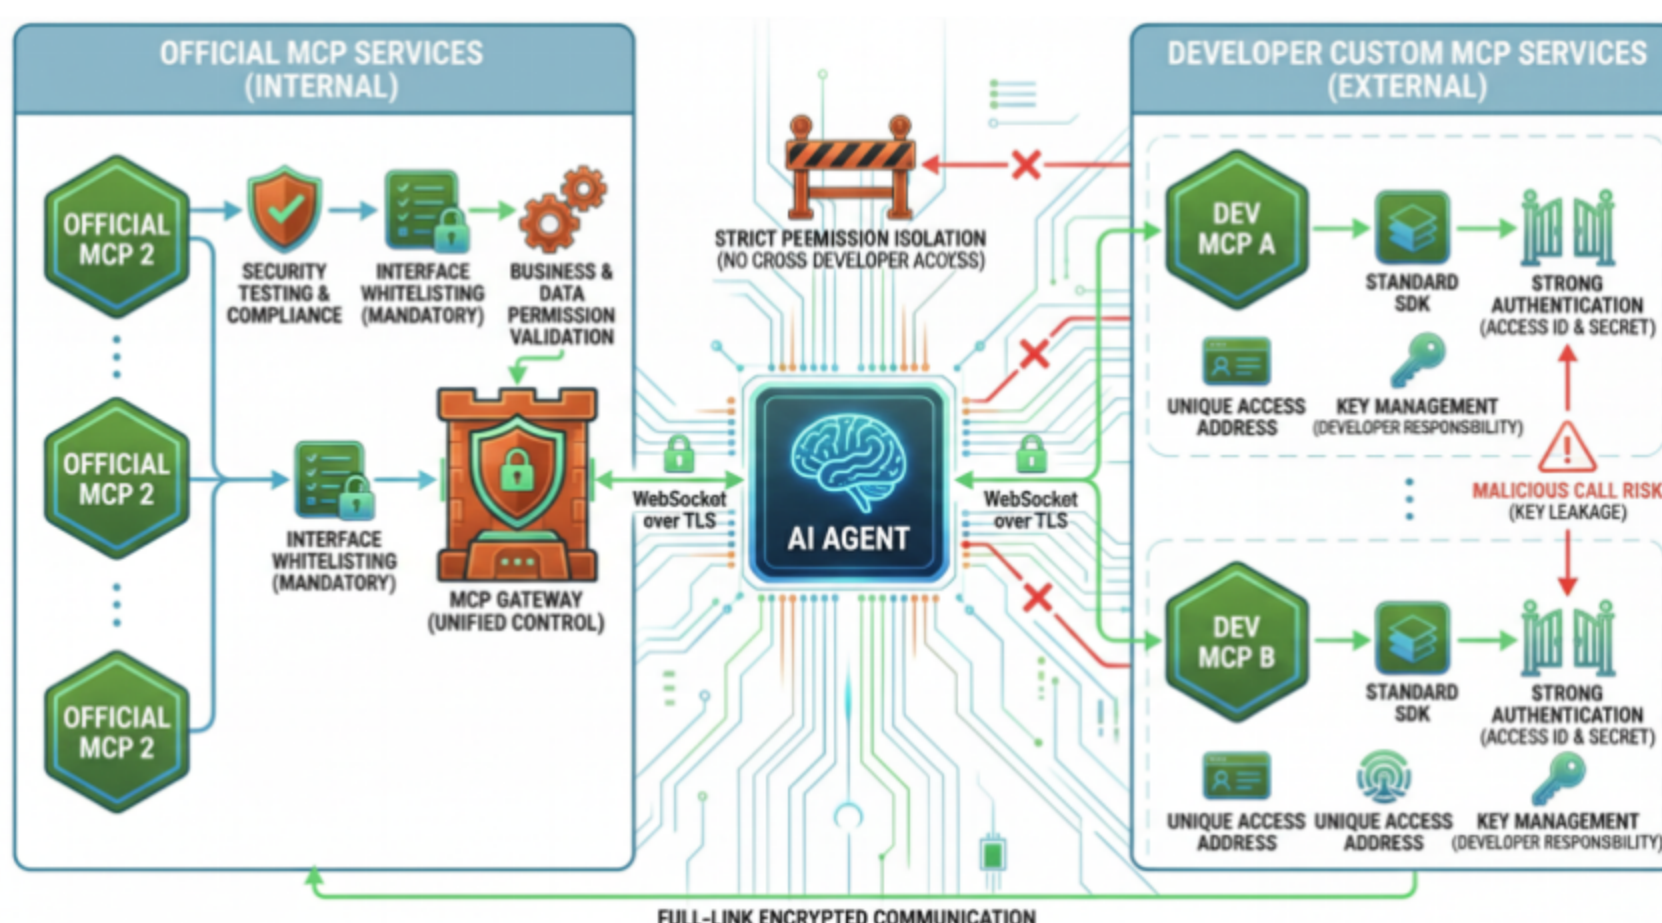 OFFICIAL MCP SERVICES
(INTERNAL)
OFFICIAL
MCP 2
SECURITY
TESTING &
COMPLIANCE
INTERFACE
WHITELISTING
(MANDATORY)
BUSINESS &
DATA
PERMISSION
VALIDATION
OFFICIAL
MCP 2
INTERFACE
WHITELISTING
(MANDATORY)
MCP GATEWAY
(UNIFIED CONTROL)
OFFICIAL
MCP 2
STRICT PEEMISSION ISOLATION
(NO CROSS DEVELOPER ACOESS)
WebSocket
over TLS
AI AGENT
WebSocket
over TLS
DEVELOPER CUSTOM MCP SERVICES
(EXTERNAL)
DEV
MCP A
STANDARD
SDK
STRONG
AUTHENTICATION
(ACCESS ID & SECRET)
UNIQUE ACCESS
ADDRESS
KEY MANAGEMENT
(DEVELOPER RESPONSBILITY)
MALICIOUS CALL RISK
(KEY LEAKAGE)
DEV
MCP B
STANDARD
SDK
STRONG
AUTHENTICATION
(ACCESS ID & SECRET)
UNIQUE ACCESS
ADDRESS
UNIQUE ACCESS
ADDRESS
KEY MANAGEMENT
(DEVELOPER RESPONSBILITY)
FULL-LINK ENCRYPTED COMMUNICATION